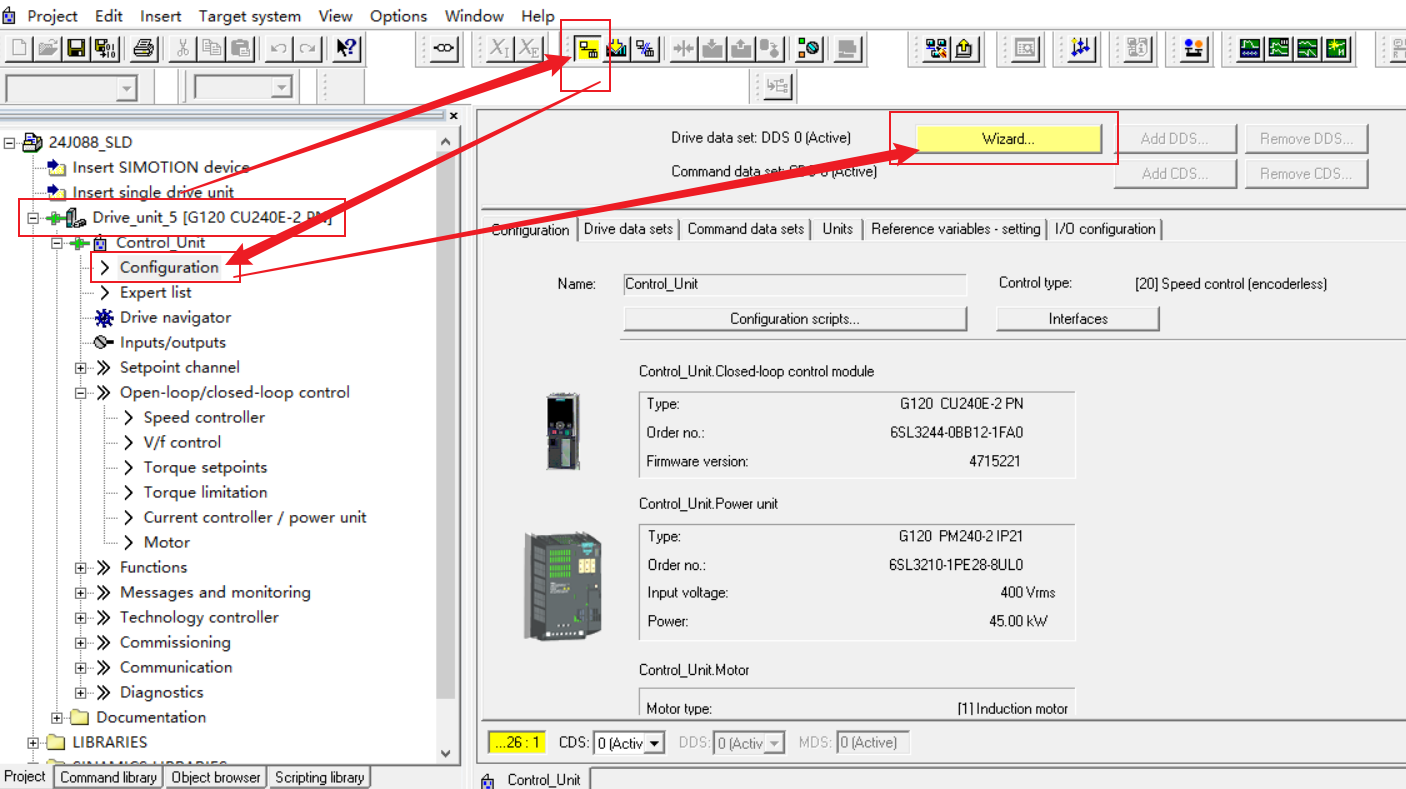 Project Edit Insert Target system View Options Window Help
24J088_SLD
Insert SIMOTION device
Insert single drive unit
Drive_unit_5 [G120 CU240E-2 PN]
Control_Unit
Configuration
Expert list
Drive navigator
Inputs/outputs
Setpoint channel
Open-loop/closed-loop control
Speed controller
V/f control
Torque setpoints
Torque limitation
Current controller / power unit
Motor
Functions
Messages and monitoring
Technology controller
Commissioning
Communication
Diagnostics
Documentation
LIBRARIES
SINAMICS LIBRARIES
Project Command library Object browser Scripting library
Drive data set: DDS 0 (Active) Wizard... Add DDS... Remove DDS...
Command data set: CDS 0 (Active) Add CDS... Remove CDS...
Configuration Drive data sets Command data sets Units Reference variables - setting I/O configuration
Name: Control_Unit Control type: [20] Speed control (encoderless)
Configuration scripts... Interfaces
Control_Unit.Closed-loop control module
Type: G120 CU240E-2 PN
Order no.: 6SL3244-0BB12-1FA0
Firmware version: 4715221
Control_Unit.Power unit
Type: G120 PM240-2 IP21
Order no.: 6SL3210-1PE28-8UL0
Input voltage: 400 Vrms
Power: 45.00 kW
Control_Unit.Motor
Motor type: [1] Induction motor
...26 : 1 CDS: 0 (Activ DDS: 0 (Activ MDS: 0 (Active)
Control_Unit